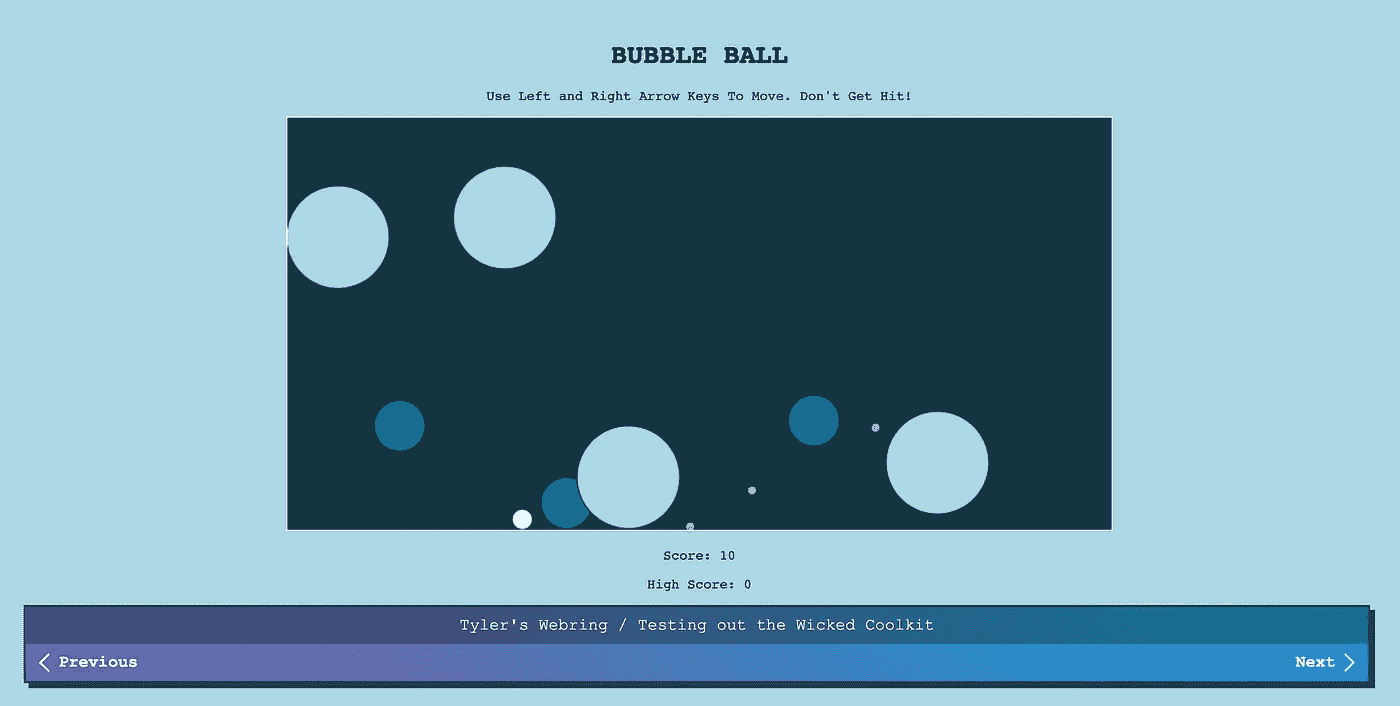 BUBBLE BALL
Use Left and Right Arrow Keys To Move. Don't Get Hit!
Score: 10
High Score: 0
Tyler's Webring / Testing out the Wicked Coolkit
Previous
Next